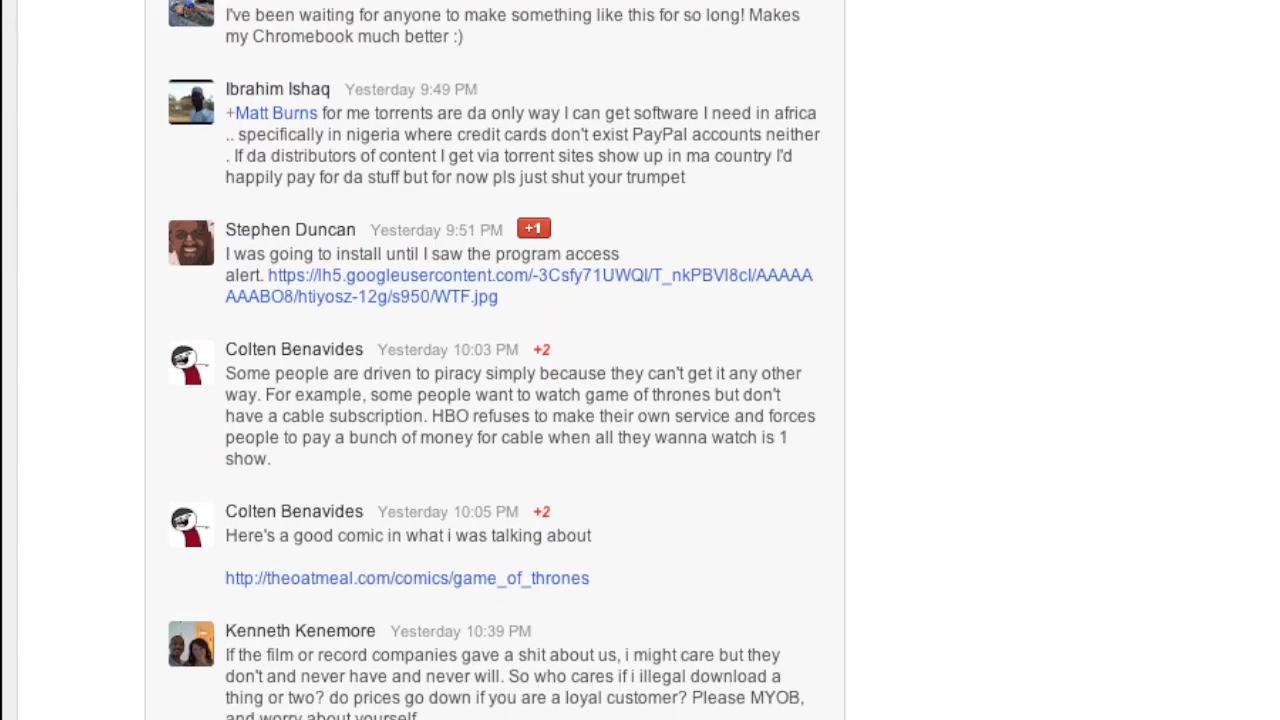 I've been waiting for anyone to make something like this for so long! Makes
my Chromebook much better :)
Ibrahim Ishaq Yesterday 9:49 PM
+Matt Burns for me torrents are da only way I can get software I need in africa
.. specifically in nigeria where credit cards don't exist PayPal accounts neither
. If da distributors of content I get via torrent sites show up in ma country I'd
happily pay for da stuff but for now pls just shut your trumpet
Stephen Duncan Yesterday 9:51 PM +1
I was going to install until I saw the program access
alert. https://lh5.googleusercontent.com/-3Csfy71UWQI/T_nkPBVI8cI/AAAAA
AAABO8/htiyosz-12g/s950/WTF.jpg
Colten Benavides Yesterday 10:03 PM +2
Some people are driven to piracy simply because they can't get it any other
way. For example, some people want to watch game of thrones but don't
have a cable subscription. HBO refuses to make their own service and forces
people to pay a bunch of money for cable when all they wanna watch is 1
show.
Colten Benavides Yesterday 10:05 PM +2
Here's a good comic in what i was talking about
http://theoatmeal.com/comics/game_of_thrones
Kenneth Kenemore Yesterday 10:39 PM
If the film or record companies gave a shit about us, i might care but they
don't and never have and never will. So who cares if i illegal download a
thing or two? do prices go down if you are a loyal customer? Please MYOB,
and worry about yourself